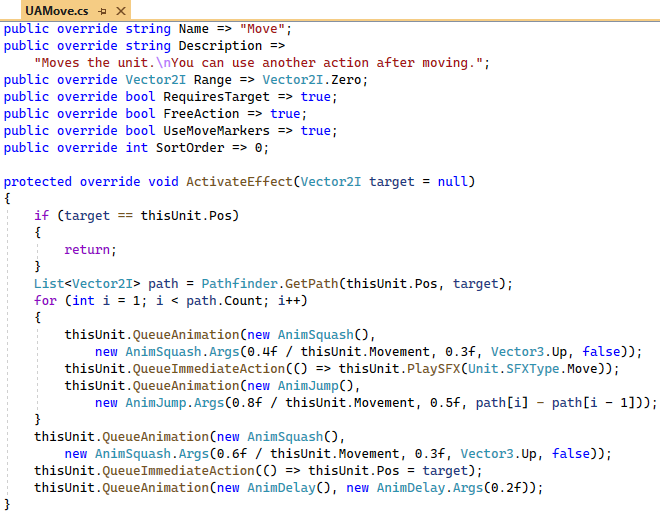 UAMove.cs
public override string Name => "Move";
public override string Description =>
    "Moves the unit.\nYou can use another action after moving.";
public override Vector2I Range => Vector2I.Zero;
public override bool RequiresTarget => true;
public override bool FreeAction => true;
public override bool UseMoveMarkers => true;
public override int SortOrder => 0;

protected override void ActivateEffect(Vector2I target = null)
{
    if (target == thisUnit.Pos)
    {
        return;
    }
    List<Vector2I> path = Pathfinder.GetPath(thisUnit.Pos, target);
    for (int i = 1; i < path.Count; i++)
    {
        thisUnit.QueueAnimation(new AnimSquash(),
            new AnimSquash.Args(0.4f / thisUnit.Movement, 0.3f, Vector3.Up, false));
        thisUnit.QueueImmediateAction(() => thisUnit.PlaySFX(Unit.SFXType.Move));
        thisUnit.QueueAnimation(new AnimJump(),
            new AnimJump.Args(0.8f / thisUnit.Movement, 0.5f, path[i] - path[i - 1]));
    }
    thisUnit.QueueAnimation(new AnimSquash(),
        new AnimSquash.Args(0.6f / thisUnit.Movement, 0.3f, Vector3.Up, false));
    thisUnit.QueueImmediateAction(() => thisUnit.Pos = target);
    thisUnit.QueueAnimation(new AnimDelay(), new AnimDelay.Args(0.2f));
}